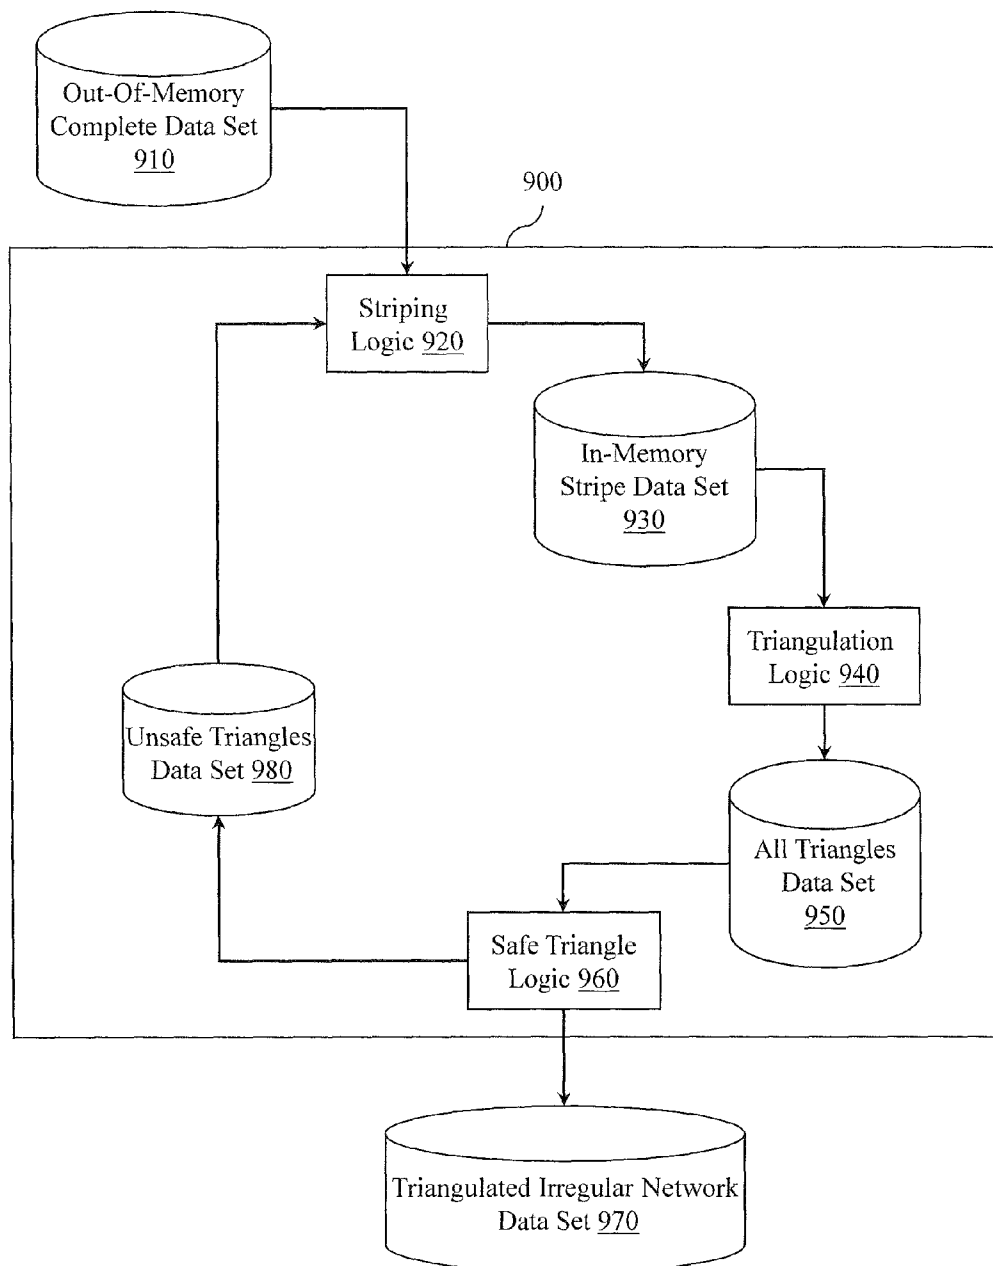 Out-Of-Memory
Complete Data Set
910
900
Striping
Logic 920
In-Memory
Stripe Data Set
930
Triangulation
Logic 940
Unsafe Triangles
Data Set 980
All Triangles
Data Set
950
Safe Triangle
Logic 960
Triangulated Irregular Network
Data Set 970